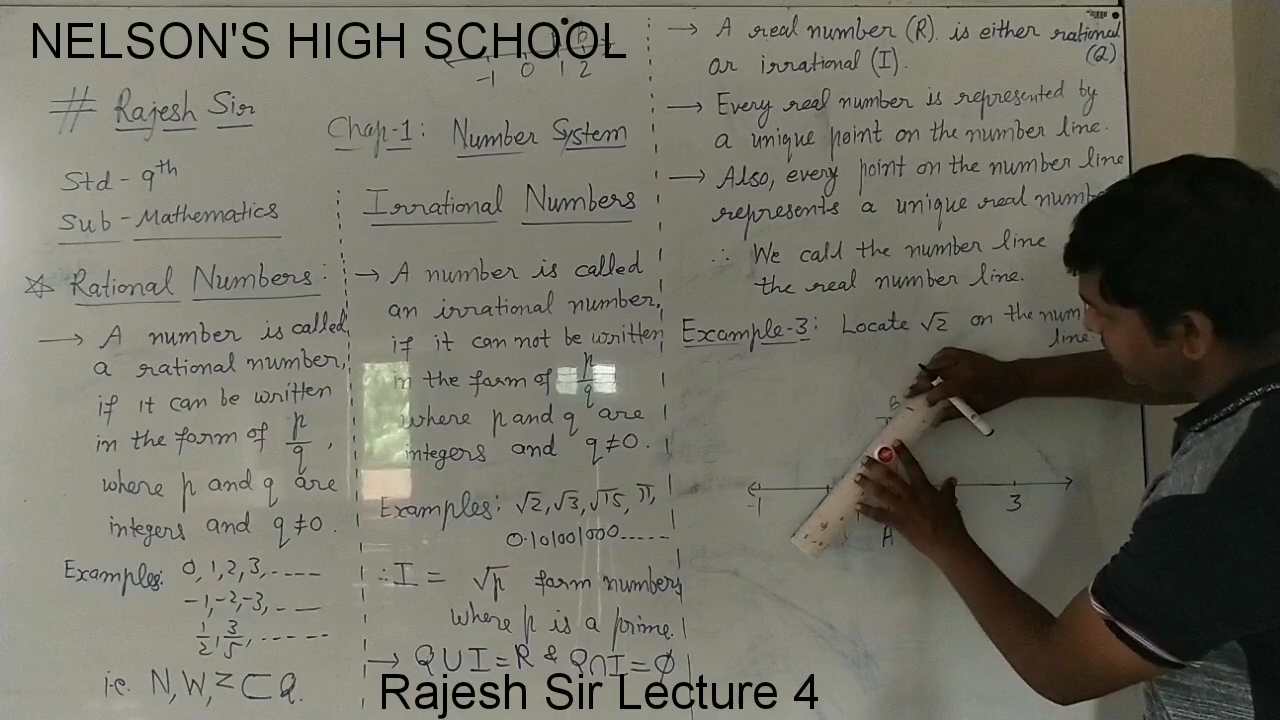 NELSON'S HIGH SCHOOL
-1 0 1 2
# Rajesh Sir
Chap-1: Number System
Std - 9th
Sub - Mathematics
☆ Rational Numbers:
→ A number is called
a rational number,
if it can be written
in the form of p/q,
where p and q are
integers and q≠0.
Examples: 0, 1, 2, 3, ----
-1, -2, -3, - —
1/2, 3/5, -----
i.e. N, W, Z ⊂ Q.
Irrational Numbers
→ A number is called
an irrational number,
if it can not be written
in the form of p/q
where p and q are
integers and q≠0.
Examples: √2, √3, √15, π,
0.101001000-----
∴ I = √p form numbers
where p is a prime.
→ Q∪I=R & Q∩I=∅
→ A real number (R) is either rational
(Q)
or irrational (I).
→ Every real number is represented by
a unique point on the number line.
→ Also, every point on the number line
represents a unique real
∴ We call the number line
the real number line.
Example-3: Locate √2 on the
line
B
-1 3
A
Rajesh Sir Lecture 4